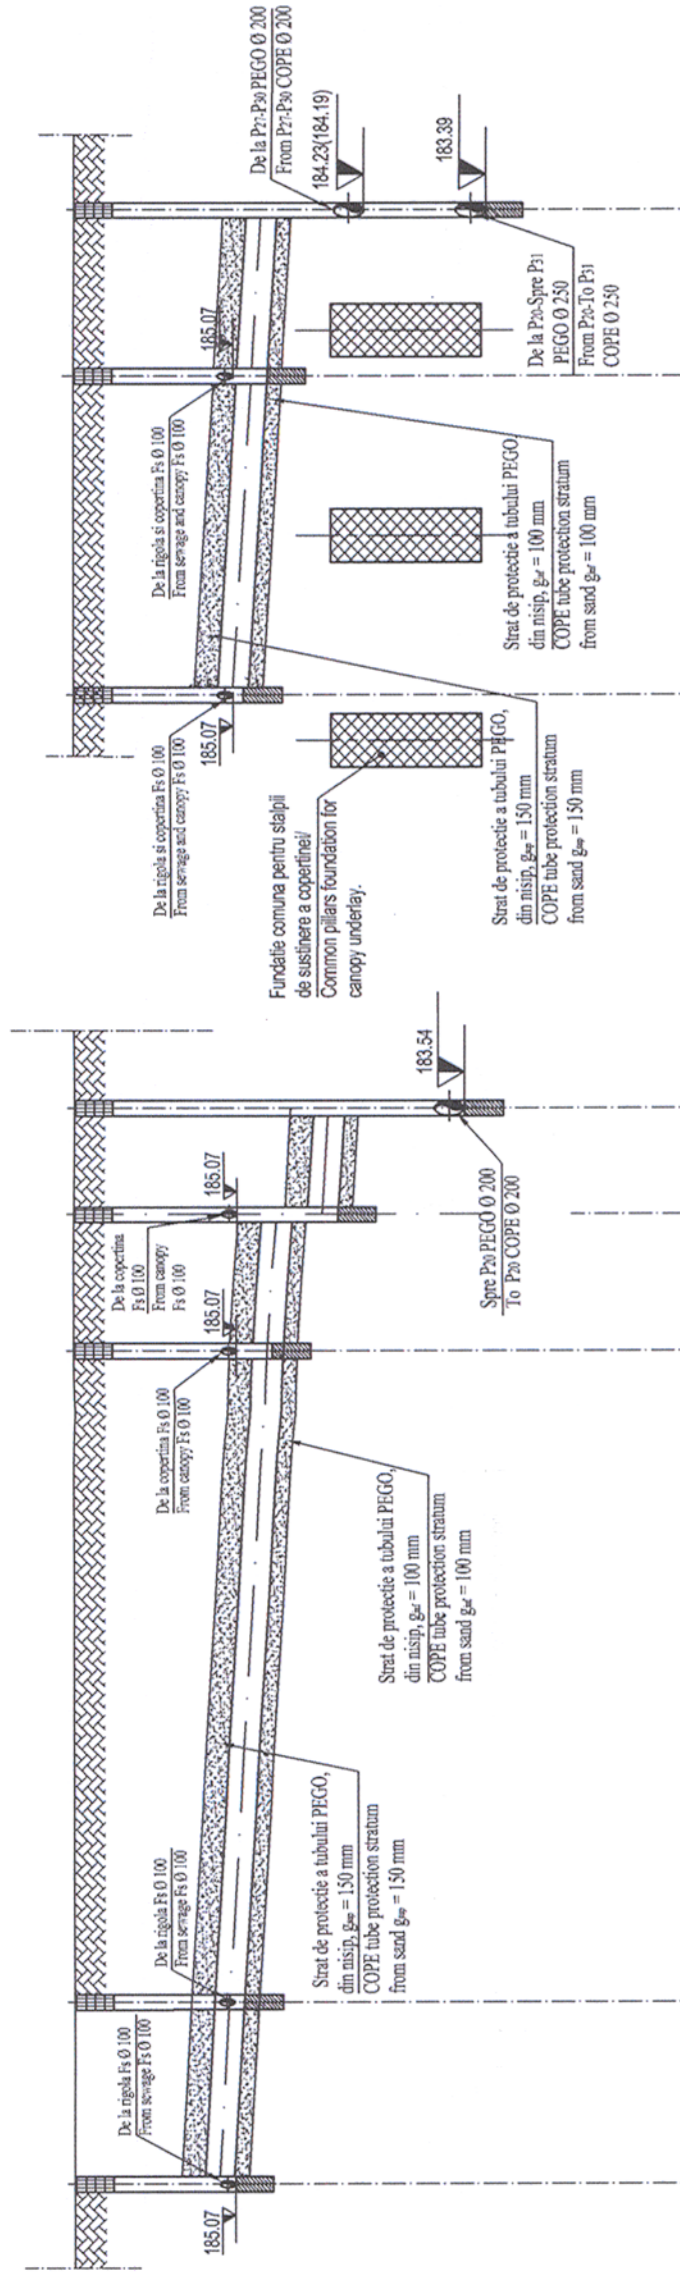 De la rigola Fs Ø 100
From sewage Fs Ø 100
185.07
De la rigola Fs Ø 100
From sewage Fs Ø 100
Strat de protectie a tubului PEGO,
din nisip, gsup = 150 mm
COPE tube protection stratum
from sand gsup = 150 mm
Strat de protectie a tubului PEGO,
din nisip, ginf = 100 mm
COPE tube protection stratum
from sand ginf = 100 mm
De la copertina Fs Ø 100
From canopy Fs Ø 100
185.07
De la copertina
Fs Ø 100
From canopy
Fs Ø 100
185.07
183.54
Spre P20 PEGO Ø 200
To P20 COPE Ø 200
De la rigola si copertina Fs Ø 100
From sewage and canopy Fs Ø 100
185.07
Fundatie comuna pentru stalpii
de sustinere a copertinei/
Common pillars foundation for
canopy underlay.
Strat de protectie a tubului PEGO,
din nisip, gsup = 150 mm
COPE tube protection stratum
from sand gsup = 150 mm
De la rigola si copertina Fs Ø 100
From sewage and canopy Fs Ø 100
185.07
Strat de protectie a tubului PEGO,
din nisip, ginf = 100 mm
COPE tube protection stratum
from sand ginf = 100 mm
De la P27-P30 PEGO Ø 200
From P27-P30 COPE Ø 200
184.23(184.19)
183.39
De la P20-Spre P31
PEGO Ø 250
From P20-To P31
COPE Ø 250